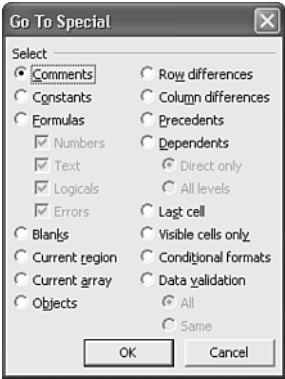 Go To Special
Select
Comments
Constants
Formulas
Numbers
Text
Logicals
Errors
Blanks
Current region
Current array
Objects
Row differences
Column differences
Precedents
Dependents
Direct only
All levels
Last cell
Visible cells only
Conditional formats
Data validation
All
Same
OK
Cancel